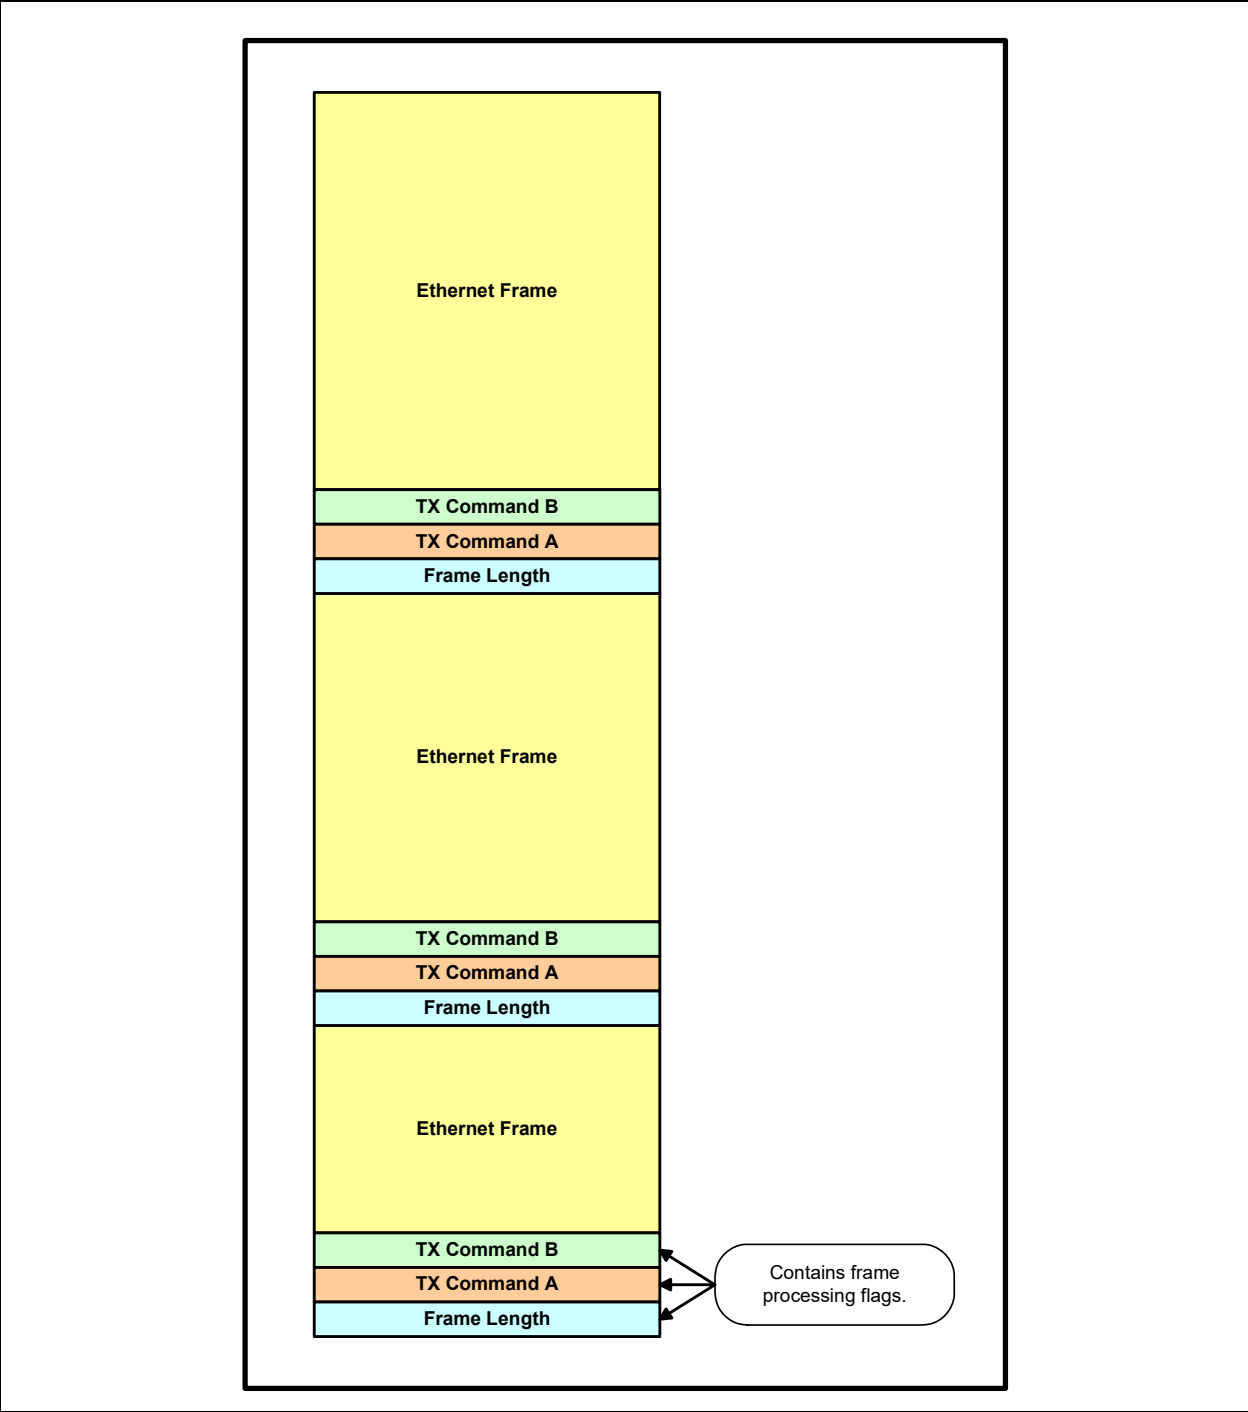 Ethernet Frame
TX Command B
TX Command A
Frame Length
Ethernet Frame
TX Command B
TX Command A
Frame Length
Ethernet Frame
TX Command B
TX Command A
Frame Length
Contains frame
processing flags.